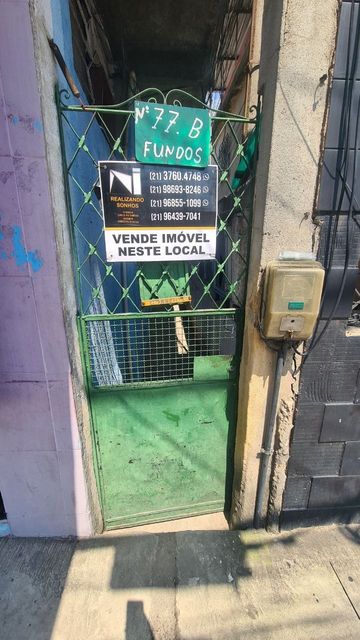 Nº 77. B
FUNDOS
(21) 3760.4748
(21) 98693-8246
(21) 96855-1099
(21) 96439-7041
REALIZANDO
SONHOS
VENDE IMÓVEL
NESTE LOCAL